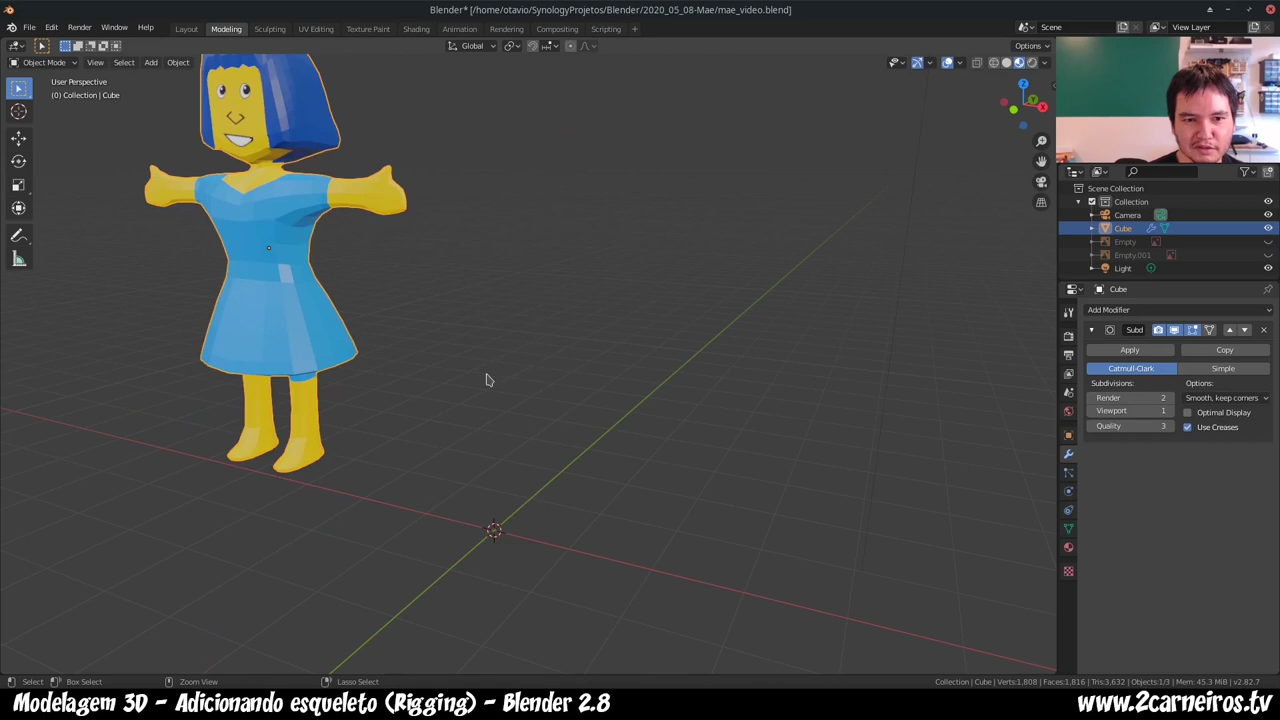 Blender* [/home/otavio/SynologyProjetos/Blender/2020_05_08-Mae/mae_video.blend]
File Edit Render Window Help Layout Modeling Sculpting UV Editing Texture Paint Shading Animation Rendering Compositing Scripting Scene View Layer
Global Options
Object Mode View Select Add Object
User Perspective
(0) Collection | Cube
Z
Y
X
Scene Collection
Collection
Camera
Cube
Empty
Empty.001
Light
Cube
Add Modifier
Subd
Apply Copy
Catmull-Clark Simple
Subdivisions: Options:
Render 2 Smooth, keep corners
Viewport 1 Optimal Display
Quality 3 Use Creases
Select Box Select Zoom View Lasso Select Collection | Cube | Verts:1,808 | Faces:1,816 | Tris:3,632 | Objects:1/3 | Mem: 45.3 MiB | v2.82.7
Modelagem 3D - Adicionando esqueleto (Rigging) - Blender 2.8 www.2carneiros.tv